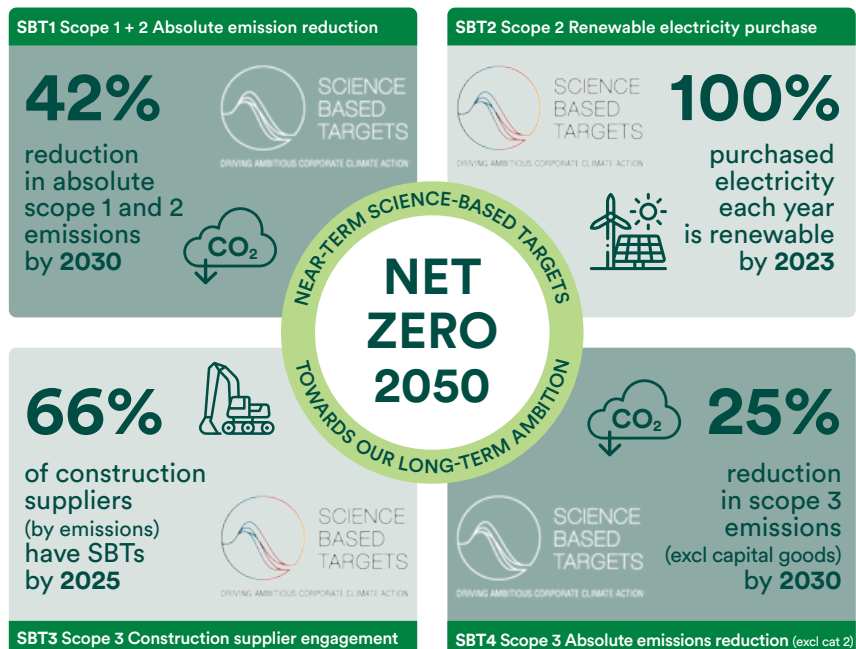 SBT1 Scope 1 + 2 Absolute emission reduction
42%
reduction
in absolute
scope 1 and 2
emissions
by 2030
SCIENCE
BASED
TARGETS
DRIVING AMBITIOUS CORPORATE CLIMATE ACTION
CO₂
SBT2 Scope 2 Renewable electricity purchase
SCIENCE
BASED
TARGETS
DRIVING AMBITIOUS CORPORATE CLIMATE ACTION
100%
purchased
electricity
each year
is renewable
by 2023
NEAR-TERM SCIENCE-BASED TARGETS
NET
ZERO
2050
TOWARDS OUR LONG-TERM AMBITION
66%
of construction
suppliers
(by emissions)
have SBTs
by 2025
SCIENCE
BASED
TARGETS
DRIVING AMBITIOUS CORPORATE CLIMATE ACTION
SBT3 Scope 3 Construction supplier engagement
CO₂
25%
reduction
in scope 3
emissions
(excl capital goods)
by 2030
SCIENCE
BASED
TARGETS
DRIVING AMBITIOUS CORPORATE CLIMATE ACTION
SBT4 Scope 3 Absolute emissions reduction (excl cat 2)